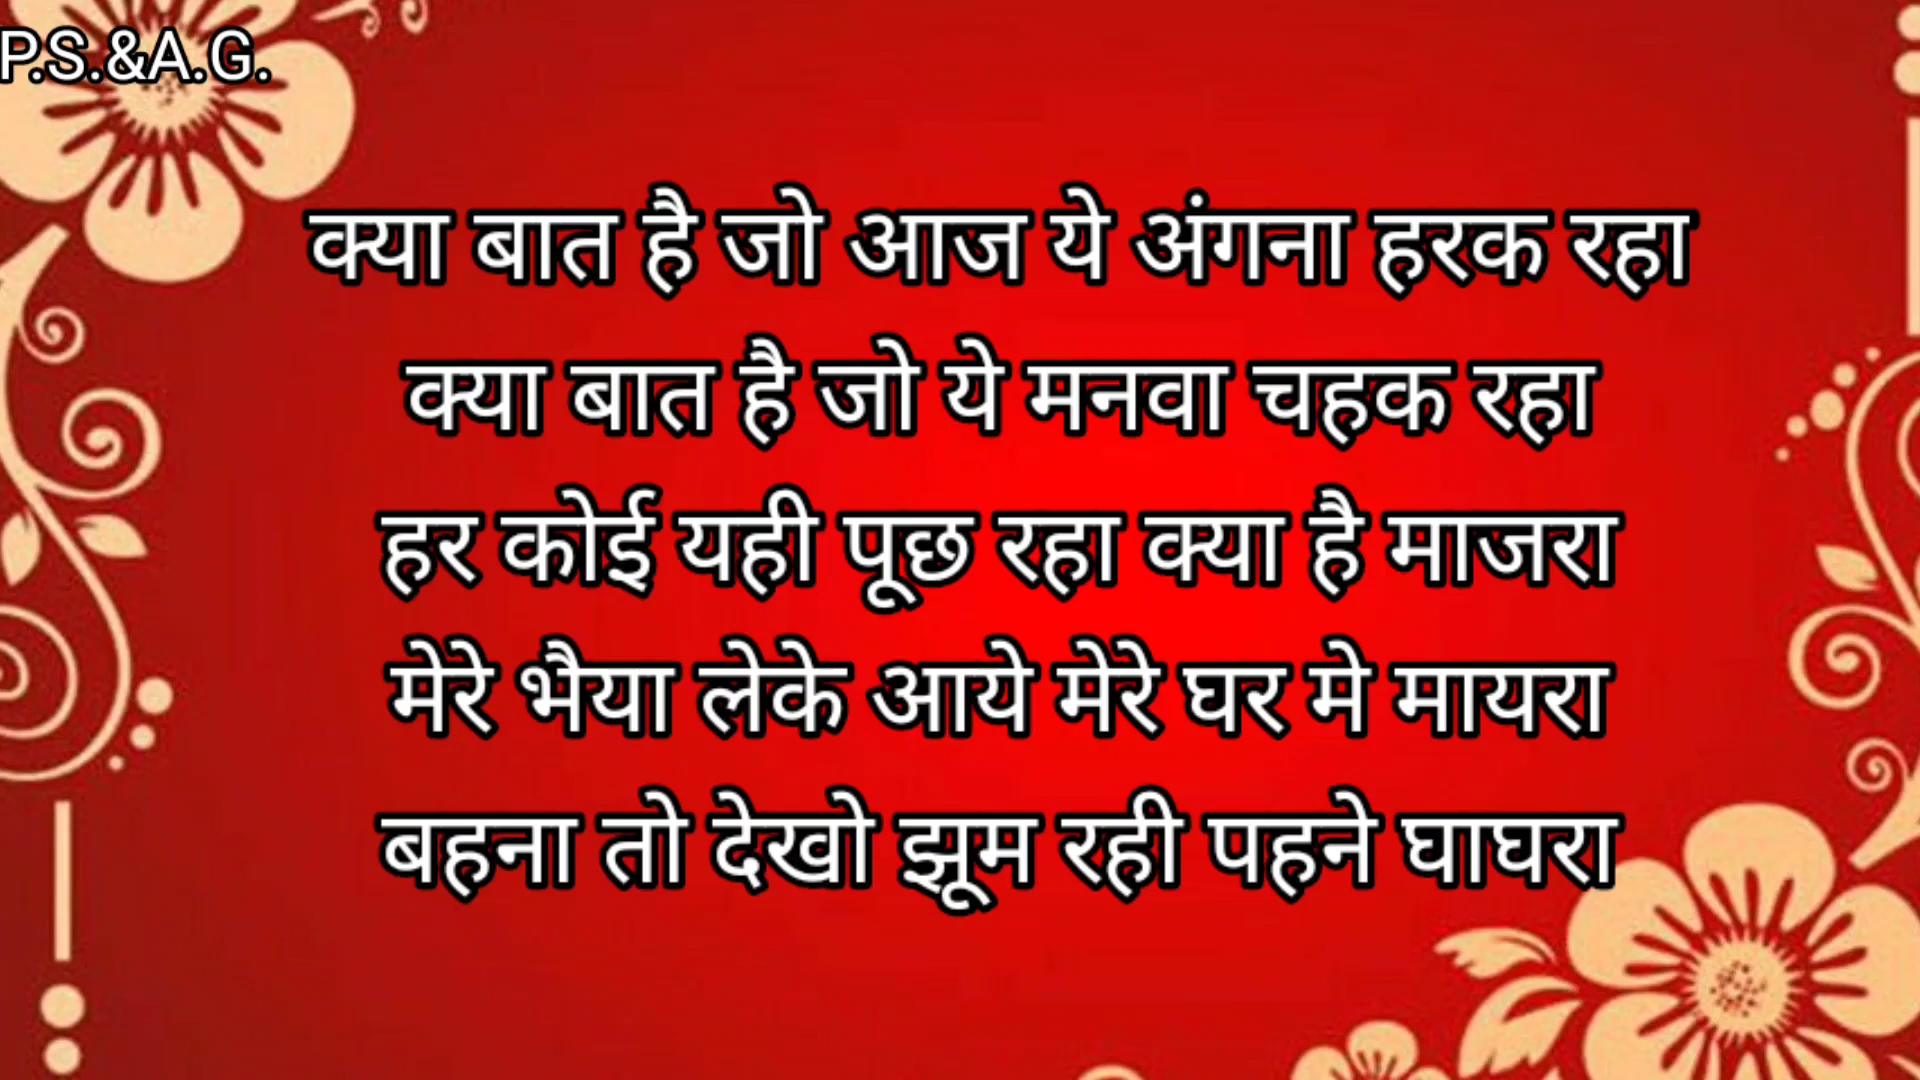 P.S.&A.G.
क्या बात है जो आज ये अंगना हरक रहा
क्या बात है जो ये मनवा चहक रहा
हर कोई यही पूछ रहा क्या है माजरा
मेरे भैया लेके आये मेरे घर मे मायरा
बहना तो देखो झूम रही पहने घाघरा